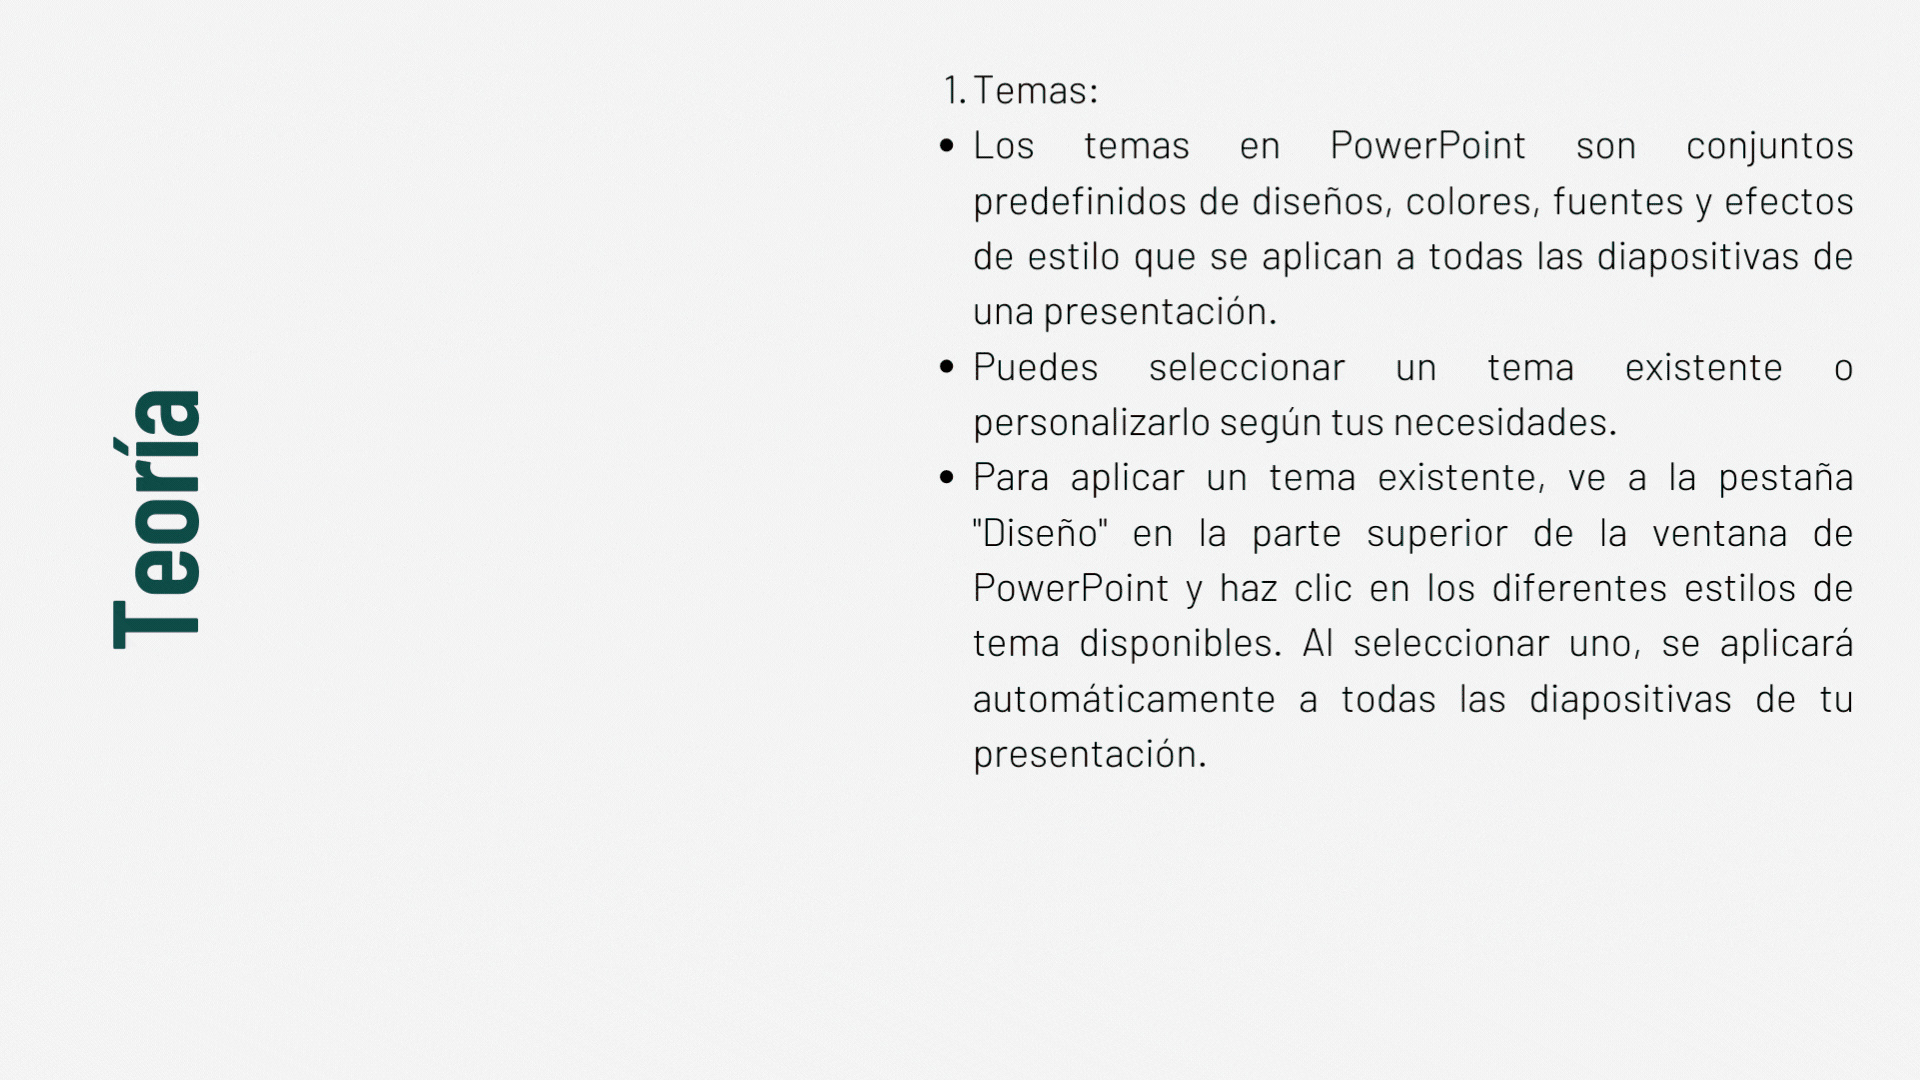 Teoría
1. Temas:
• Los temas en PowerPoint son conjuntos
predefinidos de diseños, colores, fuentes y efectos
de estilo que se aplican a todas las diapositivas de
una presentación.
• Puedes seleccionar un tema existente o
personalizarlo según tus necesidades.
• Para aplicar un tema existente, ve a la pestaña
"Diseño" en la parte superior de la ventana de
PowerPoint y haz clic en los diferentes estilos de
tema disponibles. Al seleccionar uno, se aplicará
automáticamente a todas las diapositivas de tu
presentación.